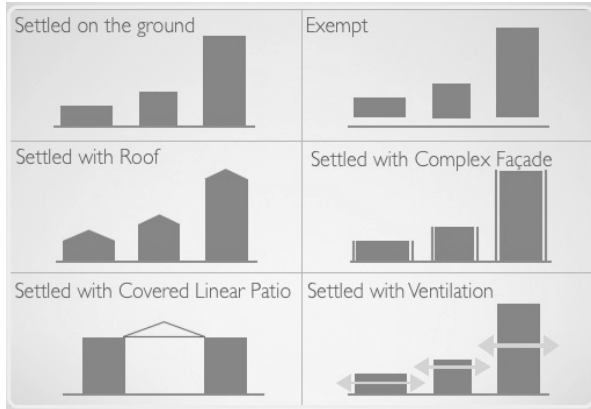 Settled on the ground
Exempt
Settled with Roof
Settled with Complex Façade
Settled with Covered Linear Patio
Settled with Ventilation